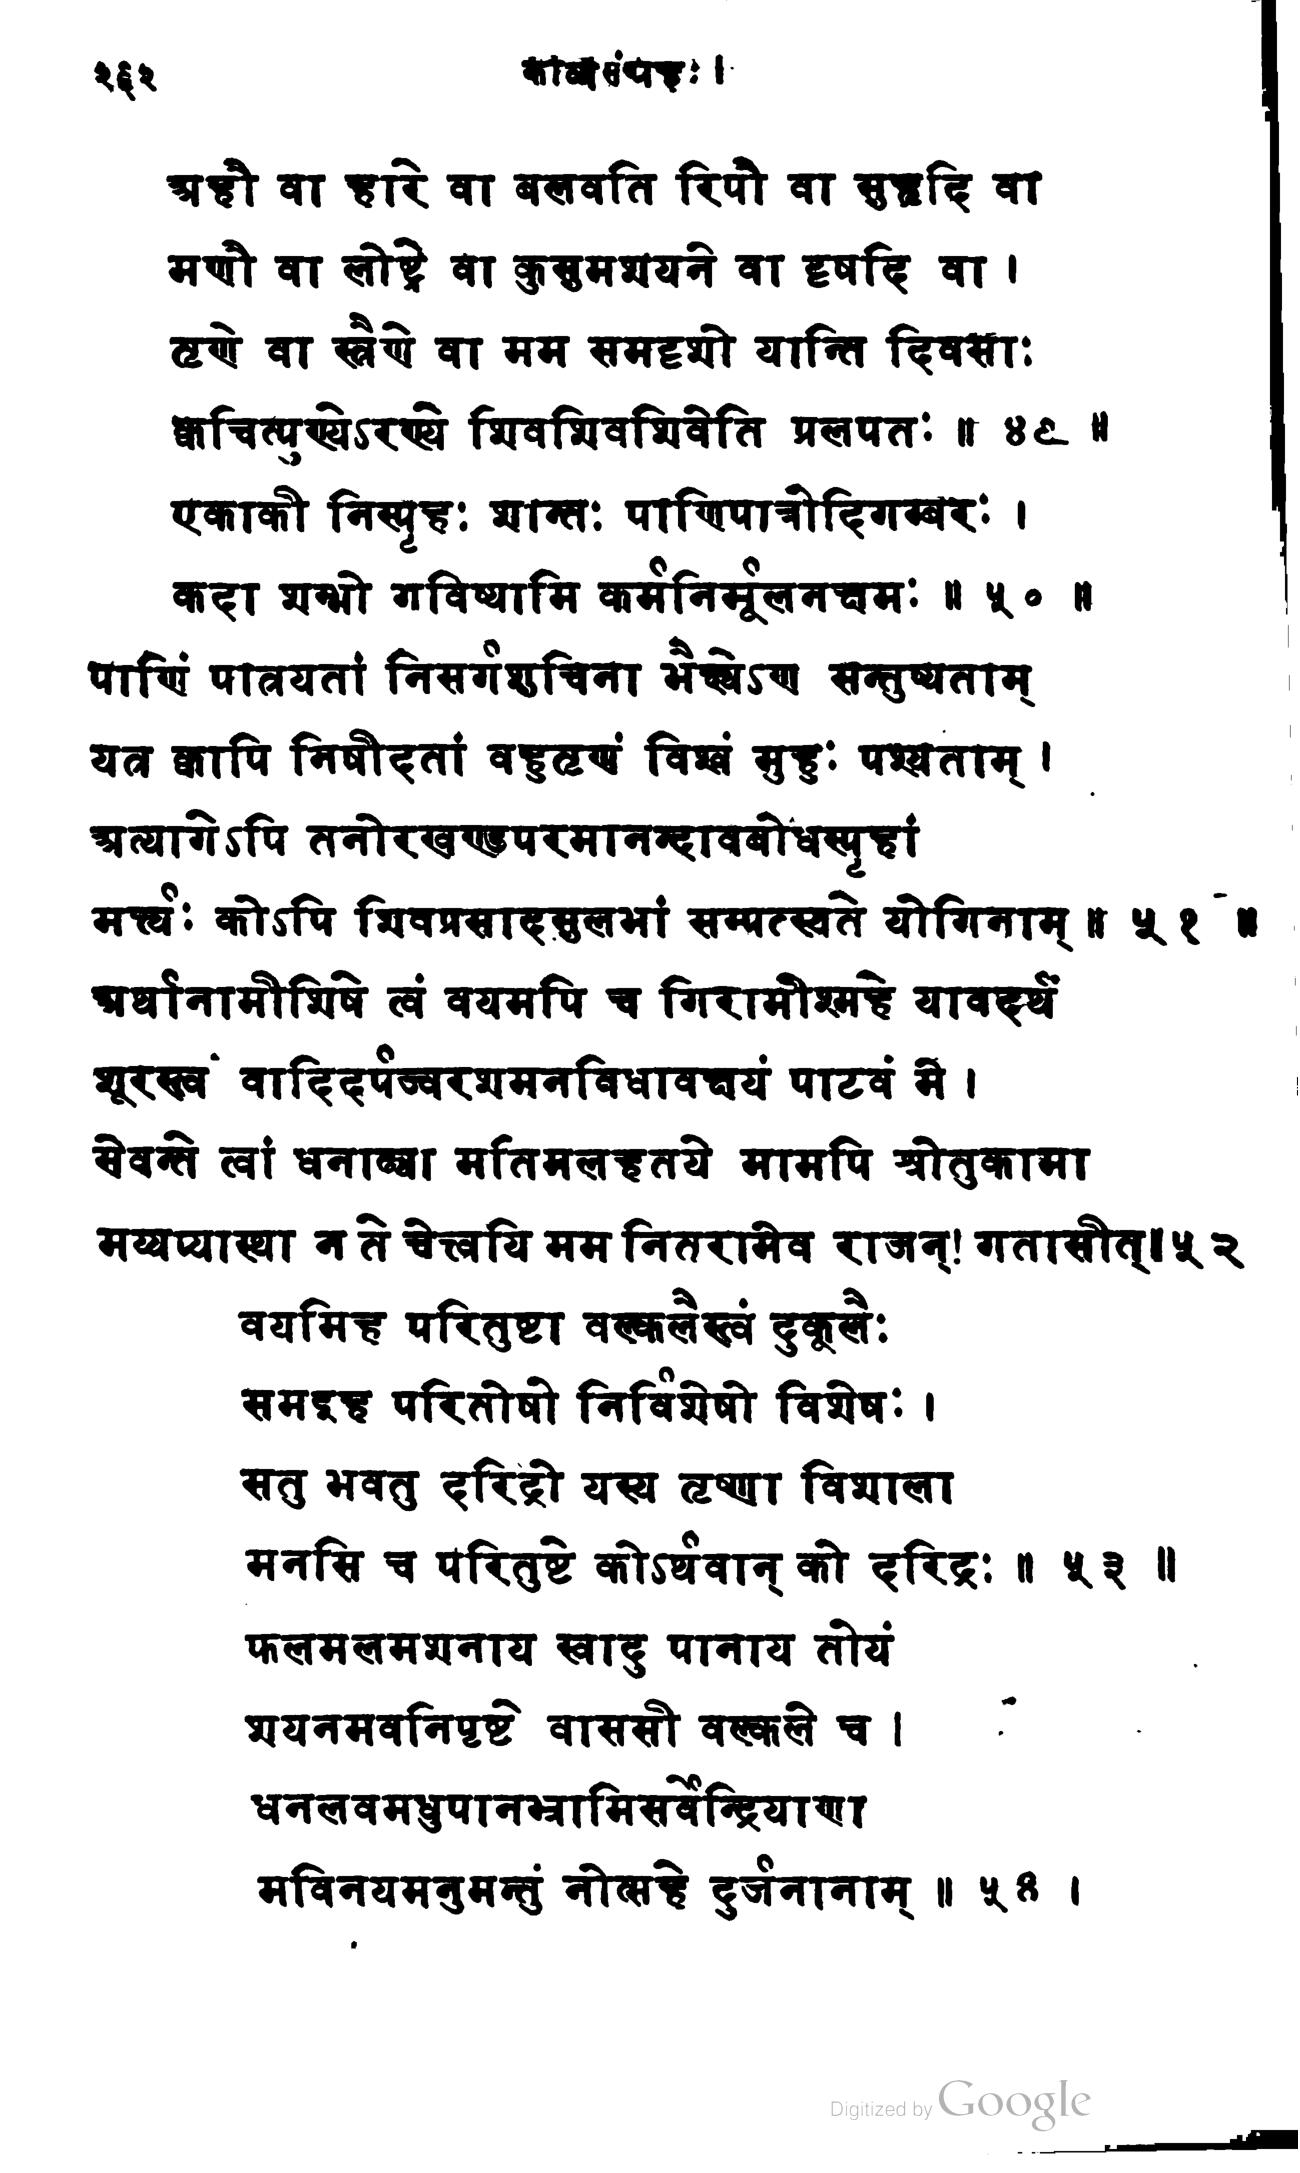 २६२ काव्यसंग्रहः ।
अहौ वा हारे वा बलवति रिपौ वा सुहृदि वा
मणौ वा लोष्ट्रे वा कुसुमशयने वा दृषदि वा ।
तृणे वा स्त्रैणे वा मम समदृशो यान्ति दिवसाः
क्वचित्पुण्येऽरण्ये शिवशिवशिवेति प्रलपतः ॥ ४९ ॥
एकाकी निस्पृहः शान्तः पाणिपात्रोदिगम्बरः ।
कदा शम्भो गविष्यामि कर्मनिर्मूलनक्षमः ॥ ५० ॥
पाणिं पात्रयतां निसर्गशुचिना भैक्ष्येऽण सन्तुष्यताम्
यत्र क्वापि निषीदतां वहुतृणं विश्वं मुहुः पश्यताम् ।
अत्यागेऽपि तनोरखण्डपरमानन्दावबोधस्पृहां
मर्त्त्यः कोऽपि शिवप्रसादसुलभां सम्पत्स्यते योगिनाम् ॥ ५१ ॥
अर्थानामीशिषे त्वं वयमपि च गिरामीश्महे यावदर्थं
शूरस्त्वं वादिदर्पज्वरशमनविधावक्षयं पाटवं मे ।
सेवन्ते त्वां धनाढ्या मतिमलहतये मामपि श्रोतुकामा
मय्यप्यास्था न ते चेत्त्वयि मम नितरामेव राजन्! गतासीत्।५२
वयमिह परितुष्टा वल्कलैस्त्वं दुकूलैः
समइह परितोषो निर्विशेषो विशेषः ।
सतु भवतु दरिद्रो यस्य तृष्णा विशाला
मनसि च परितुष्टे कोऽर्थवान् को दरिद्रः ॥ ५३ ॥
फलमलमशनाय स्वादु पानाय तोयं
शयनमवनिपृष्टे वाससी वल्कले च ।
धनलवमधुपानभ्रामिसर्वेन्द्रियाणा
मविनयमनुमन्तुं नोत्सहे दुर्जनानाम् ॥ ५४ ।
Digitized by Google